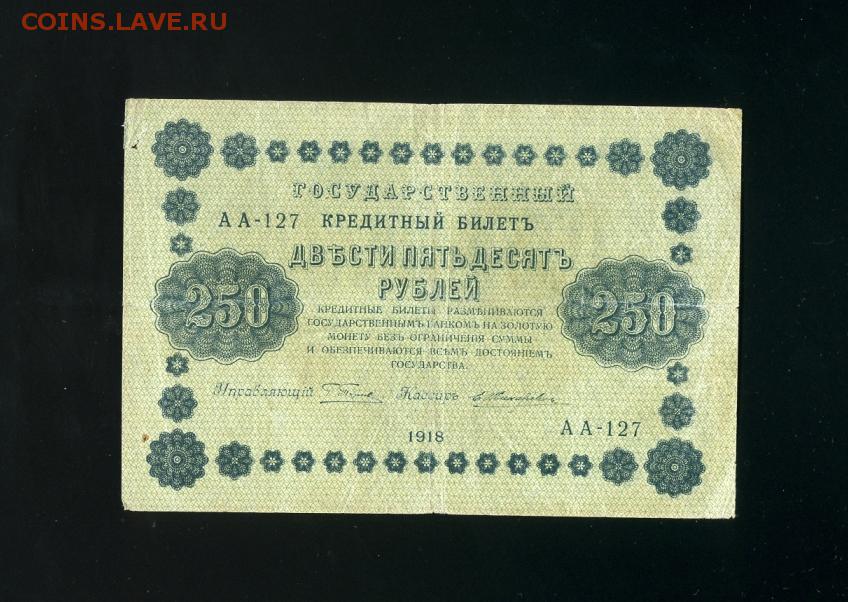 COINS.LAVE.РУ
ГОСУДАРСТВЕННЫЙ
АА-127 КРЕДИТНЫЙ БИЛЕТЪ
ДВѢСТИ ПЯТЬДЕСЯТЪ
РУБЛЕЙ
250 250
КРЕДИТНЫЕ БИЛЕТЫ РАЗМѢНИВАЮТСЯ
ГОСУДАРСТВЕННЫМЪ БАНКОМЪ НА ЗОЛОТУЮ
МОНЕТУ БЕЗЪ ОГРАНИЧЕНІЯ СУММЫ
И ОБЕЗПЕЧИВАЮТСЯ ВСѢМЪ ДОСТОЯНІЕМЪ
ГОСУДАРСТВА.
Управляющій Кассиръ
1918
АА-127